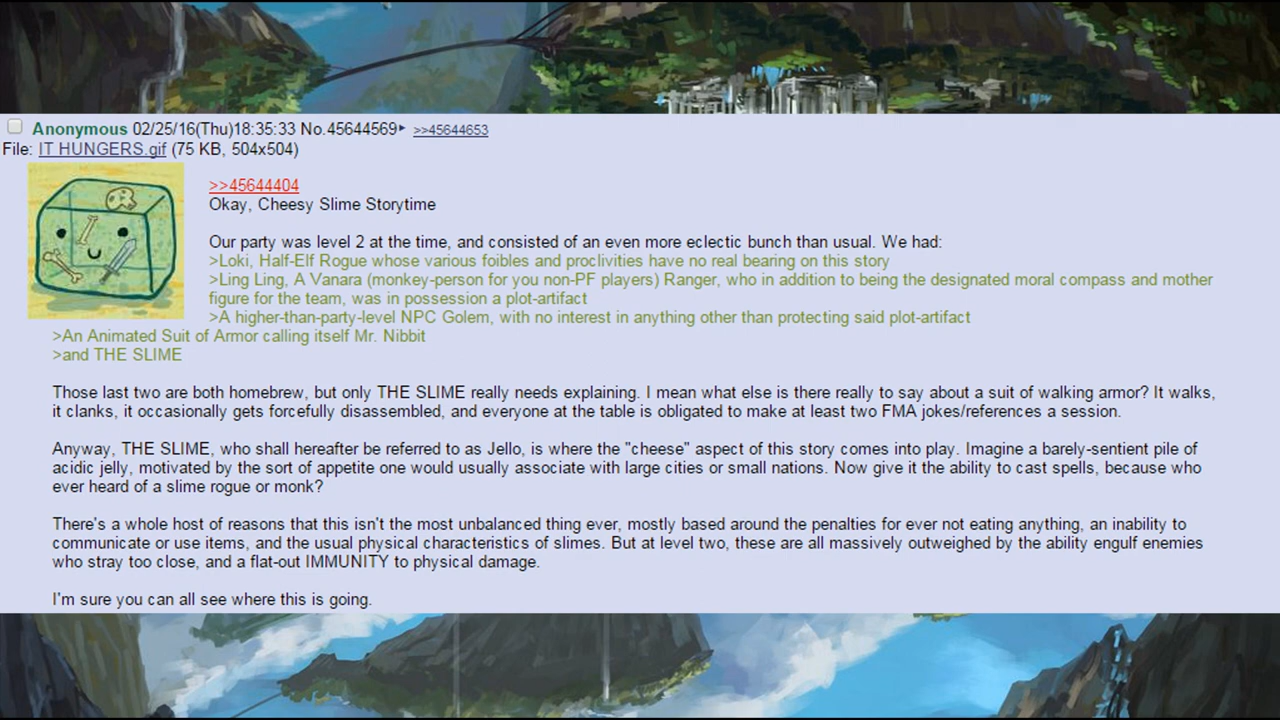 Anonymous 02/25/16(Thu)18:35:33 No.45644569 >>45644653
File: IT HUNGERS.gif (75 KB, 504x504)
>>45644404
Okay, Cheesy Slime Storytime
Our party was level 2 at the time, and consisted of an even more eclectic bunch than usual. We had:
>Loki, Half-Elf Rogue whose various foibles and proclivities have no real bearing on this story
>Ling Ling, A Vanara (monkey-person for you non-PF players) Ranger, who in addition to being the designated moral compass and mother
figure for the team, was in possession a plot-artifact
>A higher-than-party-level NPC Golem, with no interest in anything other than protecting said plot-artifact
>An Animated Suit of Armor calling itself Mr. Nibbit
>and THE SLIME
Those last two are both homebrew, but only THE SLIME really needs explaining. I mean what else is there really to say about a suit of walking armor? It walks,
it clanks, it occasionally gets forcefully disassembled, and everyone at the table is obligated to make at least two FMA jokes/references a session.
Anyway, THE SLIME, who shall hereafter be referred to as Jello, is where the "cheese" aspect of this story comes into play. Imagine a barely-sentient pile of
acidic jelly, motivated by the sort of appetite one would usually associate with large cities or small nations. Now give it the ability to cast spells, because who
ever heard of a slime rogue or monk?
There's a whole host of reasons that this isn't the most unbalanced thing ever, mostly based around the penalties for ever not eating anything, an inability to
communicate or use items, and the usual physical characteristics of slimes. But at level two, these are all massively outweighed by the ability engulf enemies
who stray too close, and a flat-out IMMUNITY to physical damage.
I'm sure you can all see where this is going.